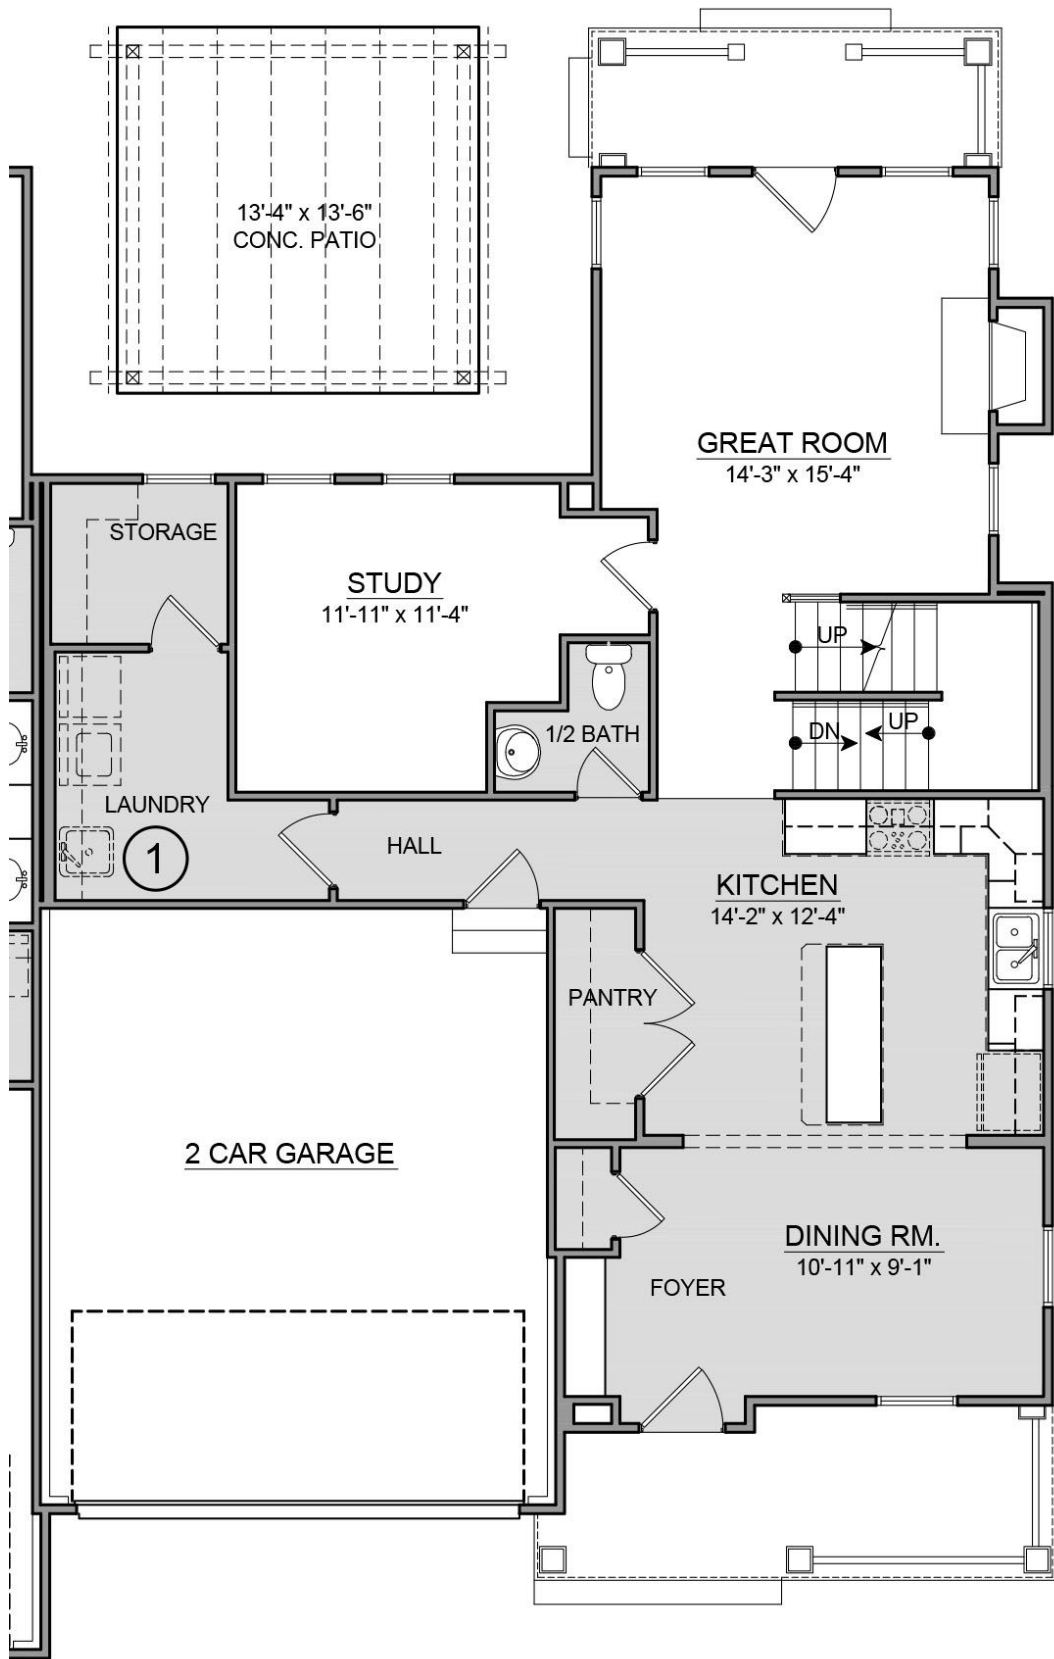 13'-4" x 13'-6"
CONC. PATIO
GREAT ROOM
14'-3" x 15'-4"
STORAGE
STUDY
11'-11" x 11'-4"
UP
1/2 BATH
DN
UP
LAUNDRY
1
HALL
KITCHEN
14'-2" x 12'-4"
PANTRY
2 CAR GARAGE
DINING RM.
10'-11" x 9'-1"
FOYER